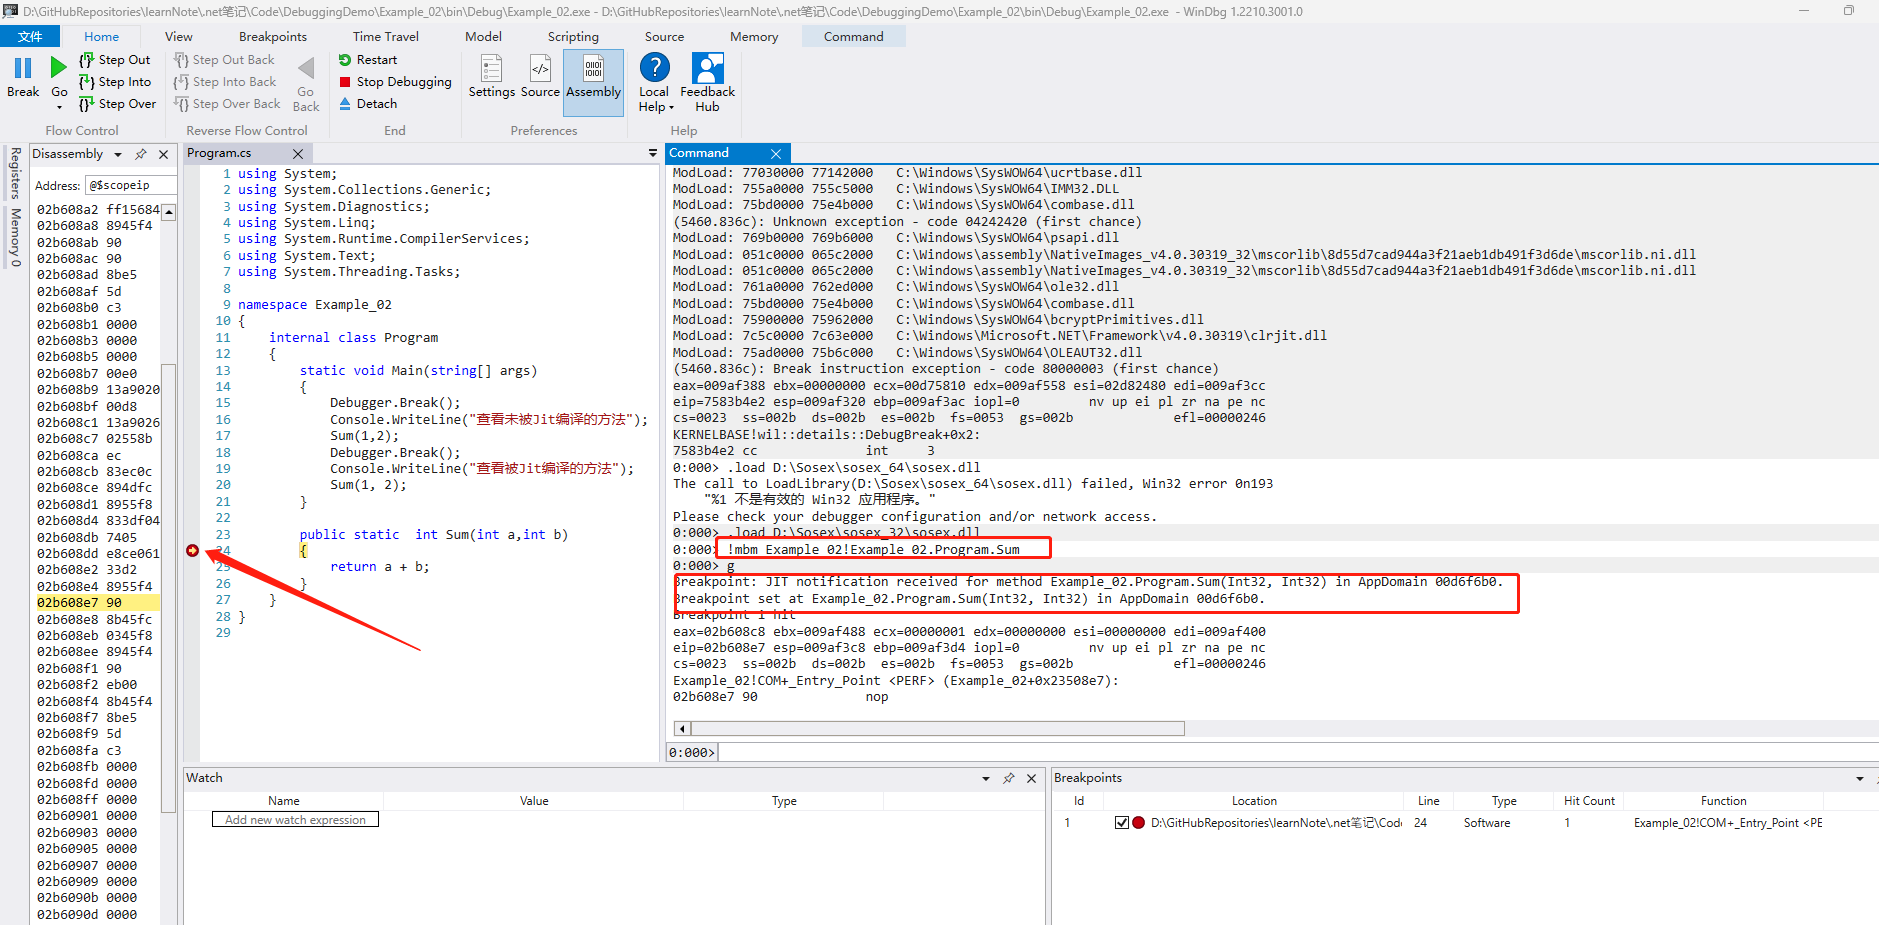 D:\GitHubRepositories\learnNote\.net笔记\Code\DebuggingDemo\Example_02\bin\Debug\Example_02.exe - D:\GitHubRepositories\learnNote\.net笔记\Code\DebuggingDemo\Example_02\bin\Debug\Example_02.exe - WinDbg 1.2210.3001.0
文件 Home View Breakpoints Time Travel Model Scripting Source Memory Command
Break
Go
Step Out
Step Into
Step Over
Flow Control
Step Out Back
Step Into Back
Step Over Back
Go Back
Reverse Flow Control
Restart
Stop Debugging
Detach
End
Settings
Source
Assembly
Preferences
Local Help
Feedback Hub
Help
Registers
Memory 0
Disassembly
Address: @$scopeip
02b608a2 ff15684
02b608a8 8945f4
02b608ab 90
02b608ac 90
02b608ad 8be5
02b608af 5d
02b608b0 c3
02b608b1 0000
02b608b3 0000
02b608b5 0000
02b608b7 00e0
02b608b9 13a9020
02b608bf 00d8
02b608c1 13a9026
02b608c7 02558b
02b608ca ec
02b608cb 83ec0c
02b608ce 894dfc
02b608d1 8955f8
02b608d4 833df04
02b608db 7405
02b608dd e8ce061
02b608e2 33d2
02b608e4 8955f4
02b608e7 90
02b608e8 8b45fc
02b608eb 0345f8
02b608ee 8945f4
02b608f1 90
02b608f2 eb00
02b608f4 8b45f4
02b608f7 8be5
02b608f9 5d
02b608fa c3
02b608fb 0000
02b608fd 0000
02b608ff 0000
02b60901 0000
02b60903 0000
02b60905 0000
02b60907 0000
02b60909 0000
02b6090b 0000
02b6090d 0000
Program.cs
1 using System;
2 using System.Collections.Generic;
3 using System.Diagnostics;
4 using System.Linq;
5 using System.Runtime.CompilerServices;
6 using System.Text;
7 using System.Threading.Tasks;
8
9 namespace Example_02
10 {
11 internal class Program
12 {
13 static void Main(string[] args)
14 {
15 Debugger.Break();
16 Console.WriteLine("查看未被Jit编译的方法");
17 Sum(1,2);
18 Debugger.Break();
19 Console.WriteLine("查看被Jit编译的方法");
20 Sum(1, 2);
21 }
22
23 public static  int Sum(int a,int b)
24 {
25 return a + b;
26 }
27 }
28 }
29
Command
ModLoad: 77030000 77142000   C:\Windows\SysWOW64\ucrtbase.dll
ModLoad: 755a0000 755c5000   C:\Windows\SysWOW64\IMM32.DLL
ModLoad: 75bd0000 75e4b000   C:\Windows\SysWOW64\combase.dll
(5460.836c): Unknown exception - code 04242420 (first chance)
ModLoad: 769b0000 769b6000   C:\Windows\SysWOW64\psapi.dll
ModLoad: 051c0000 065c2000   C:\Windows\assembly\NativeImages_v4.0.30319_32\mscorlib\8d55d7cad944a3f21aeb1db491f3d6de\mscorlib.ni.dll
ModLoad: 051c0000 065c2000   C:\Windows\assembly\NativeImages_v4.0.30319_32\mscorlib\8d55d7cad944a3f21aeb1db491f3d6de\mscorlib.ni.dll
ModLoad: 761a0000 762ed000   C:\Windows\SysWOW64\ole32.dll
ModLoad: 75bd0000 75e4b000   C:\Windows\SysWOW64\combase.dll
ModLoad: 75900000 75962000   C:\Windows\SysWOW64\bcryptPrimitives.dll
ModLoad: 7c5c0000 7c63e000   C:\Windows\Microsoft.NET\Framework\v4.0.30319\clrjit.dll
ModLoad: 75ad0000 75b6c000   C:\Windows\SysWOW64\OLEAUT32.dll
(5460.836c): Break instruction exception - code 80000003 (first chance)
eax=009af388 ebx=00000000 ecx=00d75810 edx=009af558 esi=02d82480 edi=009af3cc
eip=7583b4e2 esp=009af320 ebp=009af3ac iopl=0         nv up ei pl zr na pe nc
cs=0023  ss=002b  ds=002b  es=002b  fs=0053  gs=002b             efl=00000246
KERNELBASE!wil::details::DebugBreak+0x2:
7583b4e2 cc              int     3
0:000> .load D:\Sosex\sosex_64\sosex.dll
The call to LoadLibrary(D:\Sosex\sosex_64\sosex.dll) failed, Win32 error 0n193
"%1 不是有效的 Win32 应用程序。"
Please check your debugger configuration and/or network access.
0:000> .load D:\Sosex\sosex_32\sosex.dll
0:000> !mbm Example_02!Example_02.Program.Sum
0:000> g
Breakpoint: JIT notification received for method Example_02.Program.Sum(Int32, Int32) in AppDomain 00d6f6b0.
Breakpoint set at Example_02.Program.Sum(Int32, Int32) in AppDomain 00d6f6b0.
Breakpoint 1 hit
eax=02b608c8 ebx=009af488 ecx=00000001 edx=00000000 esi=00000000 edi=009af400
eip=02b608e7 esp=009af3c8 ebp=009af3d4 iopl=0         nv up ei pl zr na pe nc
cs=0023  ss=002b  ds=002b  es=002b  fs=0053  gs=002b             efl=00000246
Example_02!COM+_Entry_Point <PERF> (Example_02+0x23508e7):
02b608e7 90              nop
0:000>
Watch
Name Value Type
Add new watch expression
Breakpoints
Id Location Line Type Hit Count Function
1 D:\GitHubRepositories\learnNote\.net笔记\Cod 24 Software 1 Example_02!COM+_Entry_Point <PE